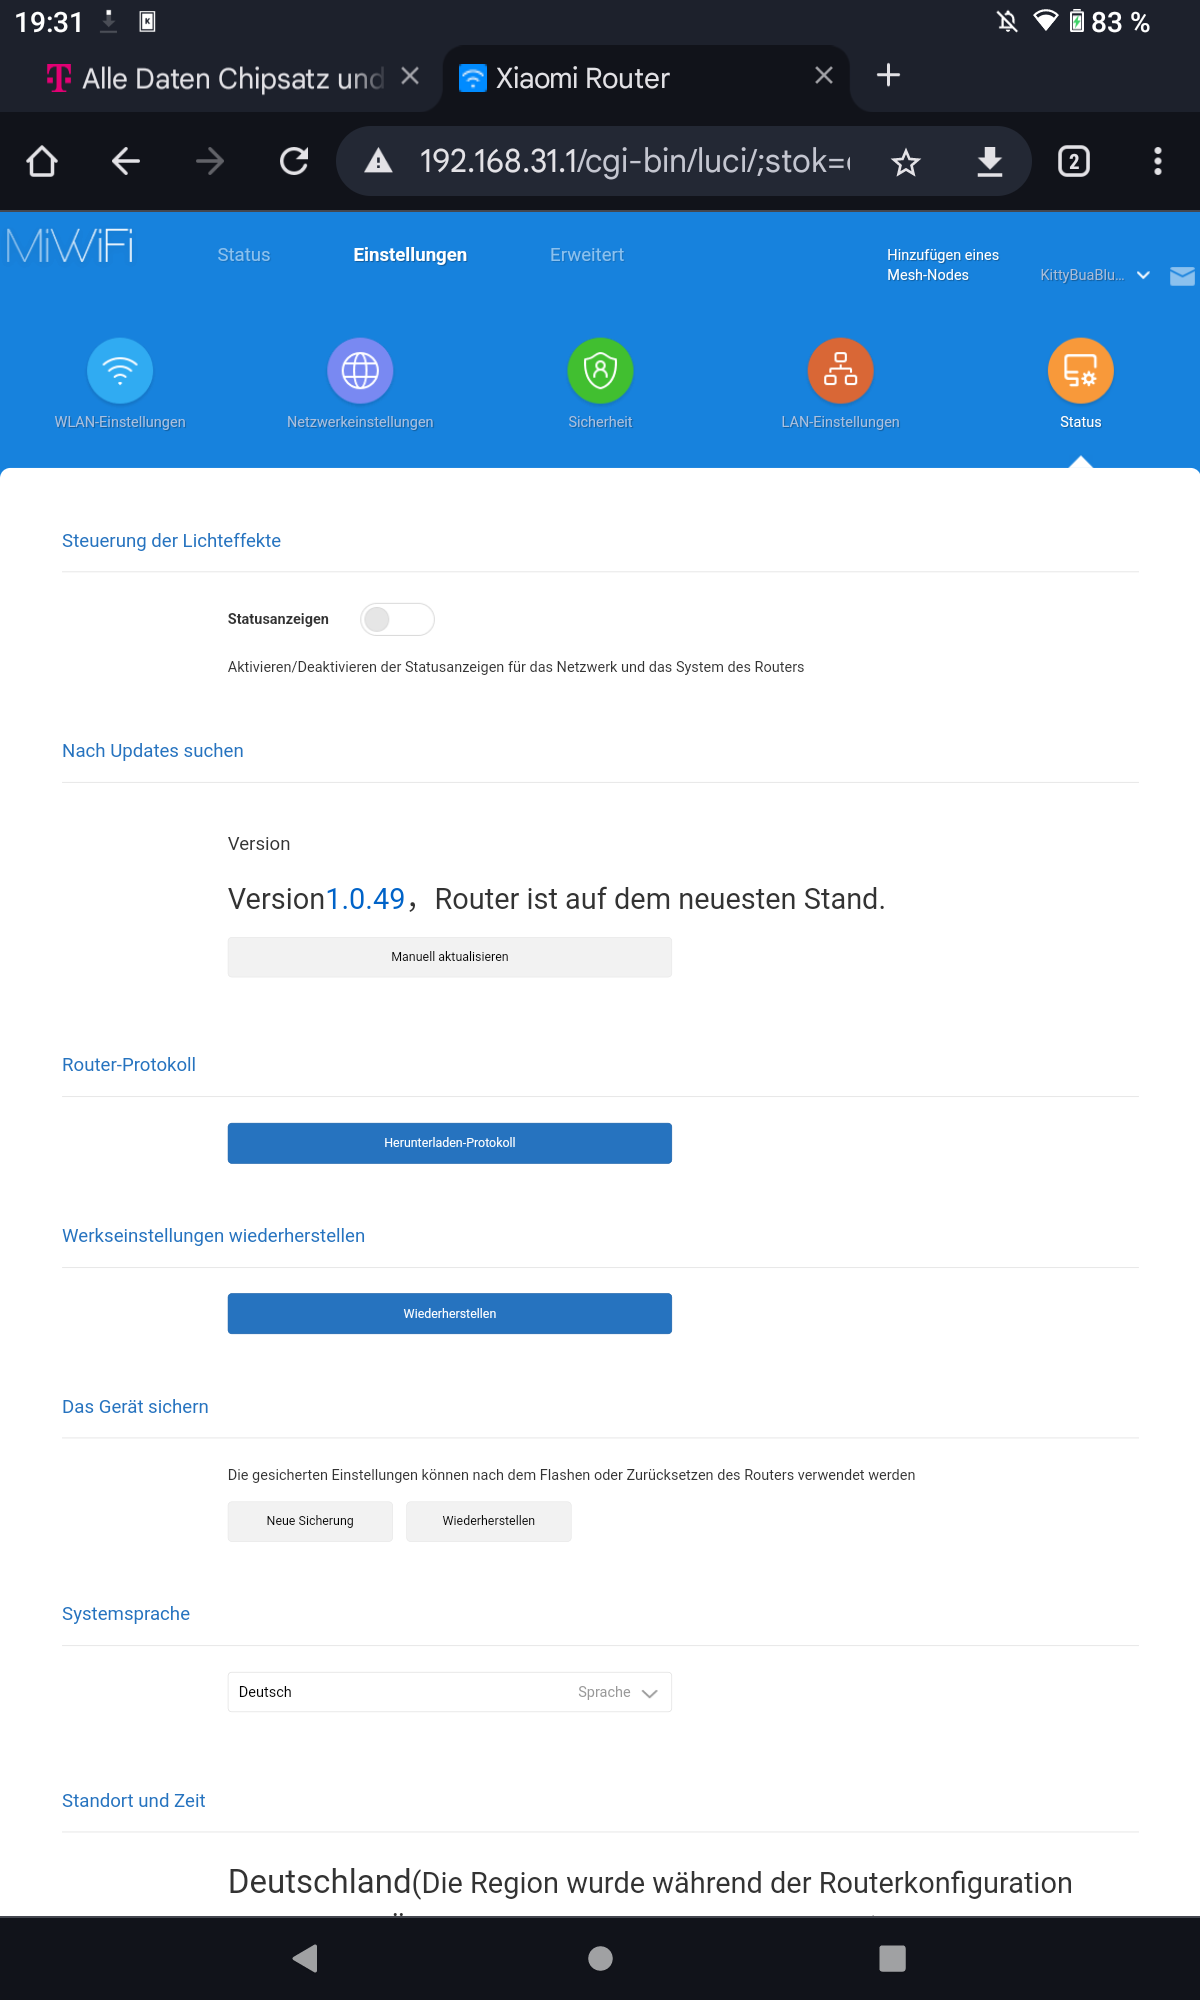 19:31
83 %
Alle Daten Chipsatz und
Xiaomi Router
192.168.31.1/cgi-bin/luci/;stok=
2
MiWiFi
Status
Einstellungen
Erweitert
Hinzufügen eines
Mesh-Nodes
KittyBuaBlu...
WLAN-Einstellungen
Netzwerkeinstellungen
Sicherheit
LAN-Einstellungen
Status
Steuerung der Lichteffekte
Statusanzeigen
Aktivieren/Deaktivieren der Statusanzeigen für das Netzwerk und das System des Routers
Nach Updates suchen
Version
Version1.0.49，Router ist auf dem neuesten Stand.
Manuell aktualisieren
Router-Protokoll
Herunterladen-Protokoll
Werkseinstellungen wiederherstellen
Wiederherstellen
Das Gerät sichern
Die gesicherten Einstellungen können nach dem Flashen oder Zurücksetzen des Routers verwendet werden
Neue Sicherung
Wiederherstellen
Systemsprache
Deutsch
Sprache
Standort und Zeit
Deutschland(Die Region wurde während der Routerkonfiguration